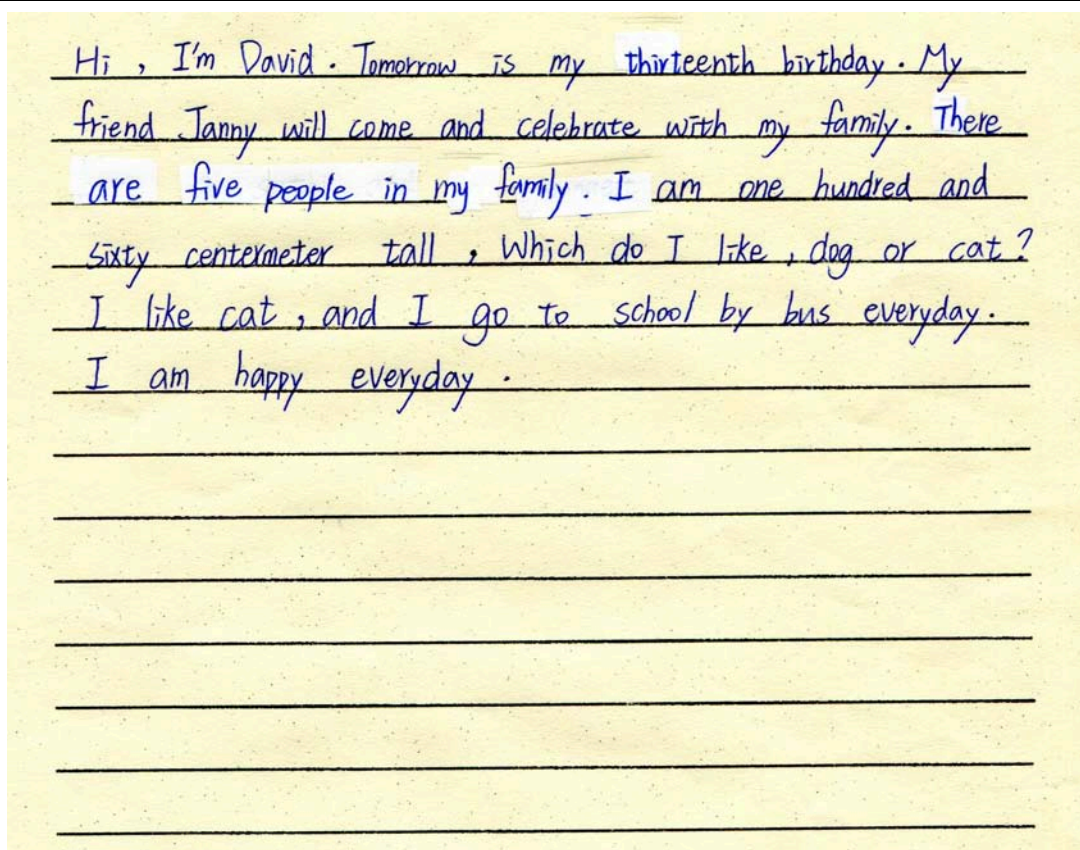 Hi , I'm David . Tomorrow is my thirteenth birthday . My
friend Janny will come and celebrate with my family . There
are five people in my family . I am one hundred and
sixty centermeter tall , Which do I like , dog or cat ?
I like cat , and I go to school by bus everyday .
I am happy everyday .